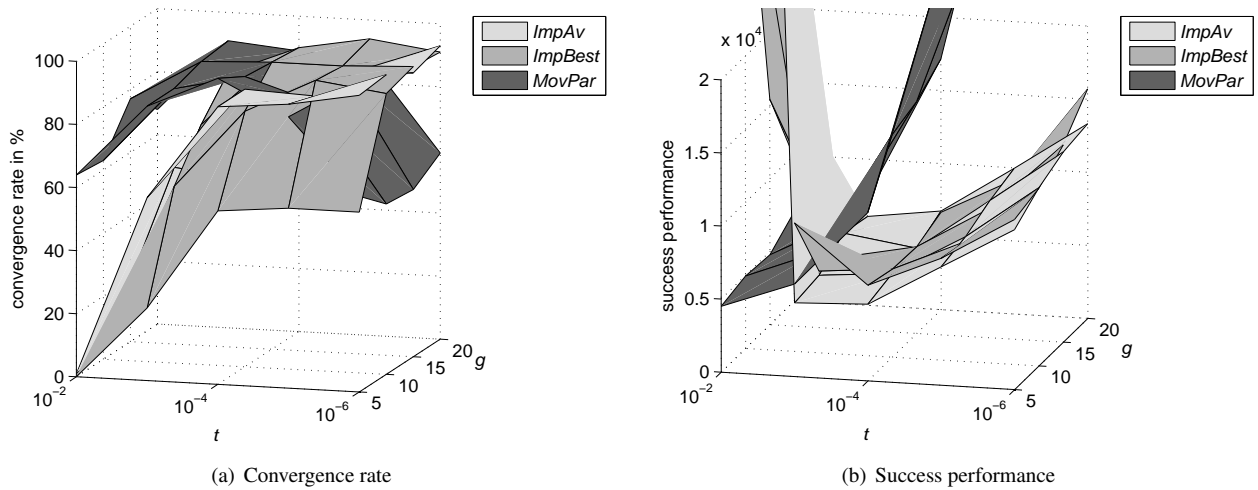 ImpAv
ImpBest
MovPar
100
80
60
40
20
0
convergence rate in %
10^−2
10^−4
10^−6
t
5
10
15
20
g
(a) Convergence rate
ImpAv
ImpBest
MovPar
x 10^4
2
1.5
1
0.5
0
success performance
10^−2
10^−4
10^−6
t
5
10
15
20
g
(b) Success performance